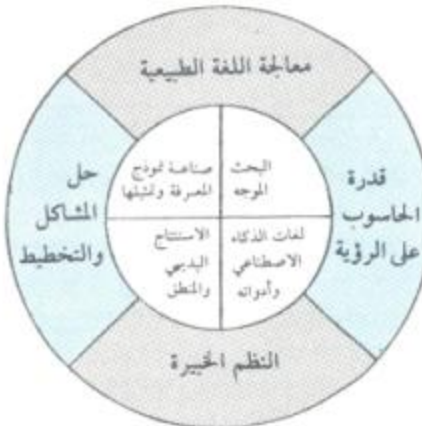 معالجة اللغة الطبيعية
قدرة
الحاسوب
على الرؤية
البحث
الموجه
صناعة نموذج
المعرفة وتمثيلها
حل
المشاكل
والتخطيط
لغات الذكاء
الاصطناعي
وأدواته
الاستنتاج
البديهي
والمنطق
النظم الخبيرة